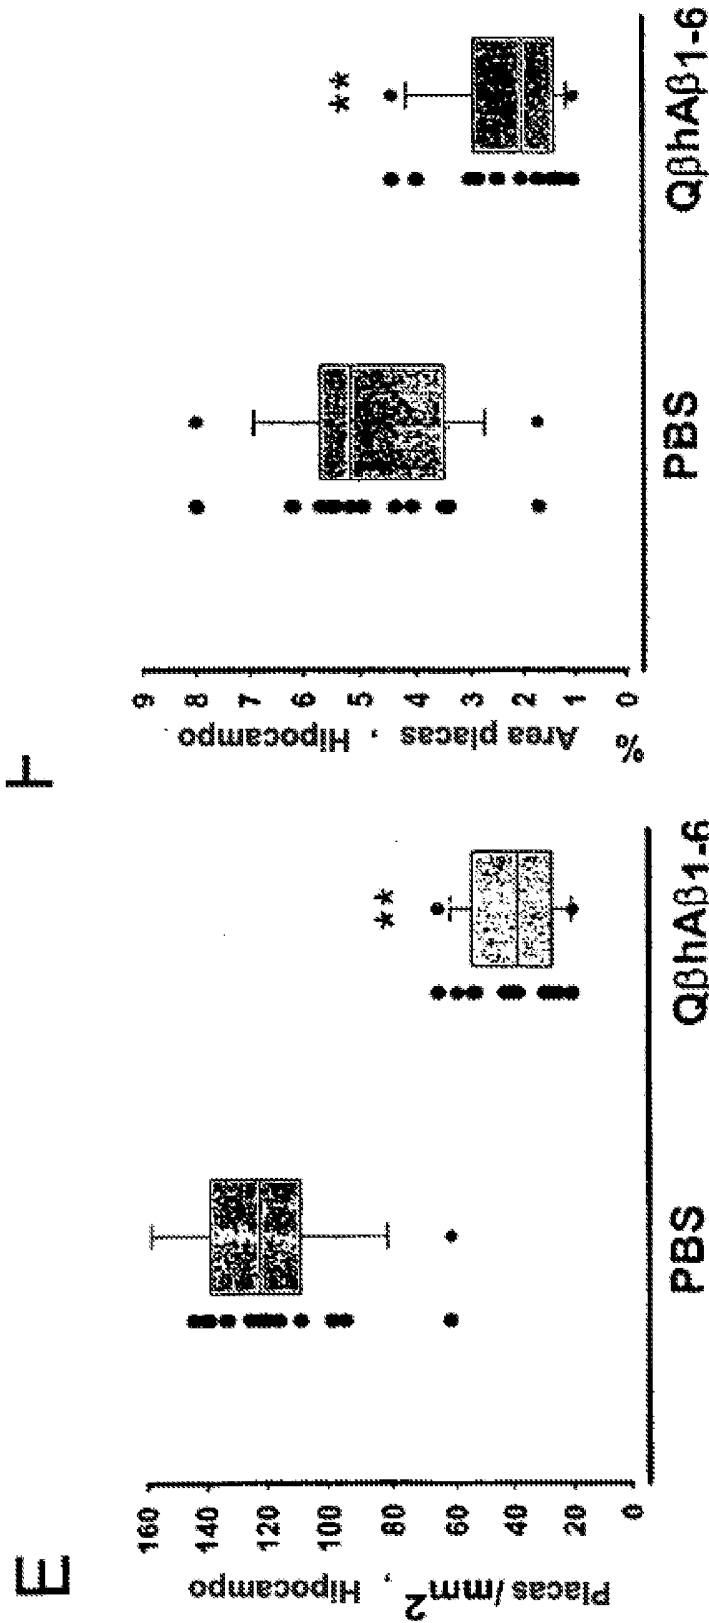 E
Placas/mm², Hipocampo
160
140
120
100
80
60
40
20
0
**
PBS
QβhAβ1-6
F
% Area placas . Hipocampo
9
8
7
6
5
4
3
2
1
0
**
PBS
QβhAβ1-6